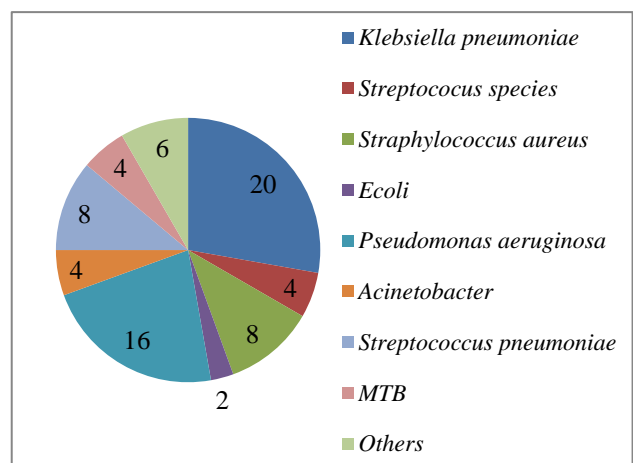 Klebsiella pneumoniae
Streptococus species
Straphylococcus aureus
Ecoli
Pseudomonas aeruginosa
Acinetobacter
Streptococcus pneumoniae
MTB
Others
20
4
8
2
16
4
8
4
6